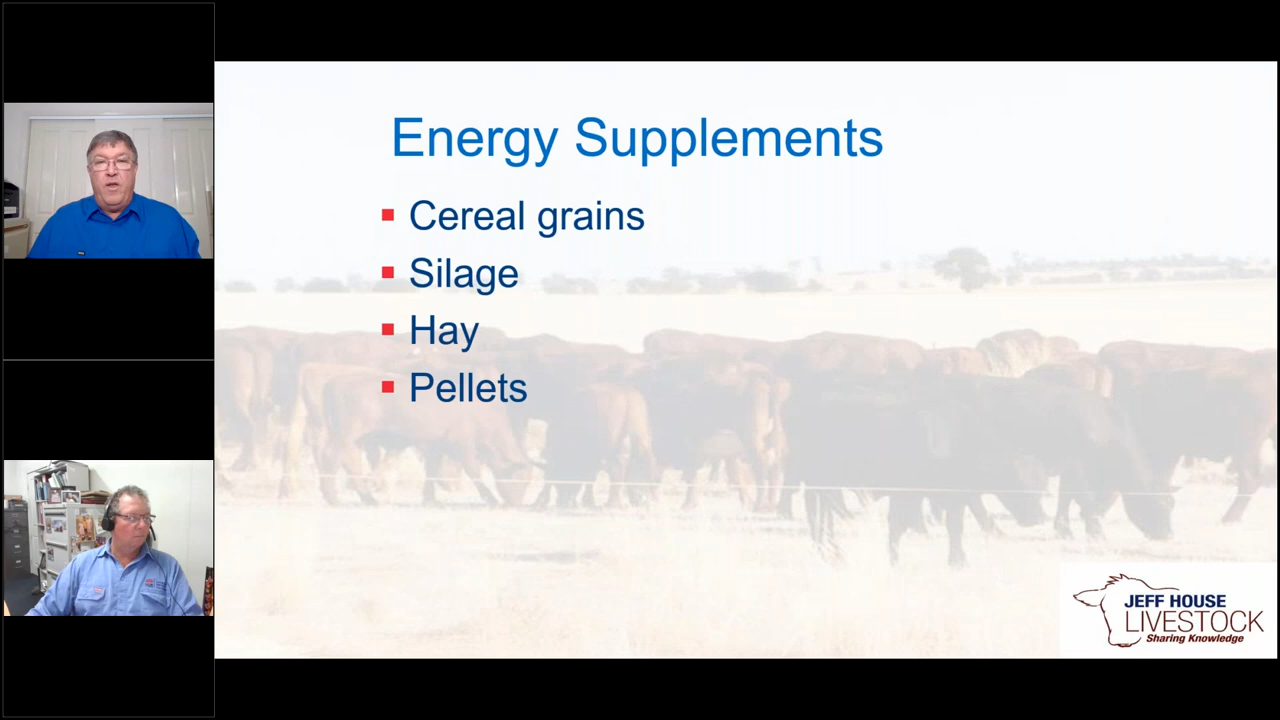 Energy Supplements
Cereal grains
Silage
Hay
Pellets
JEFF HOUSE
LIVESTOCK
Sharing Knowledge